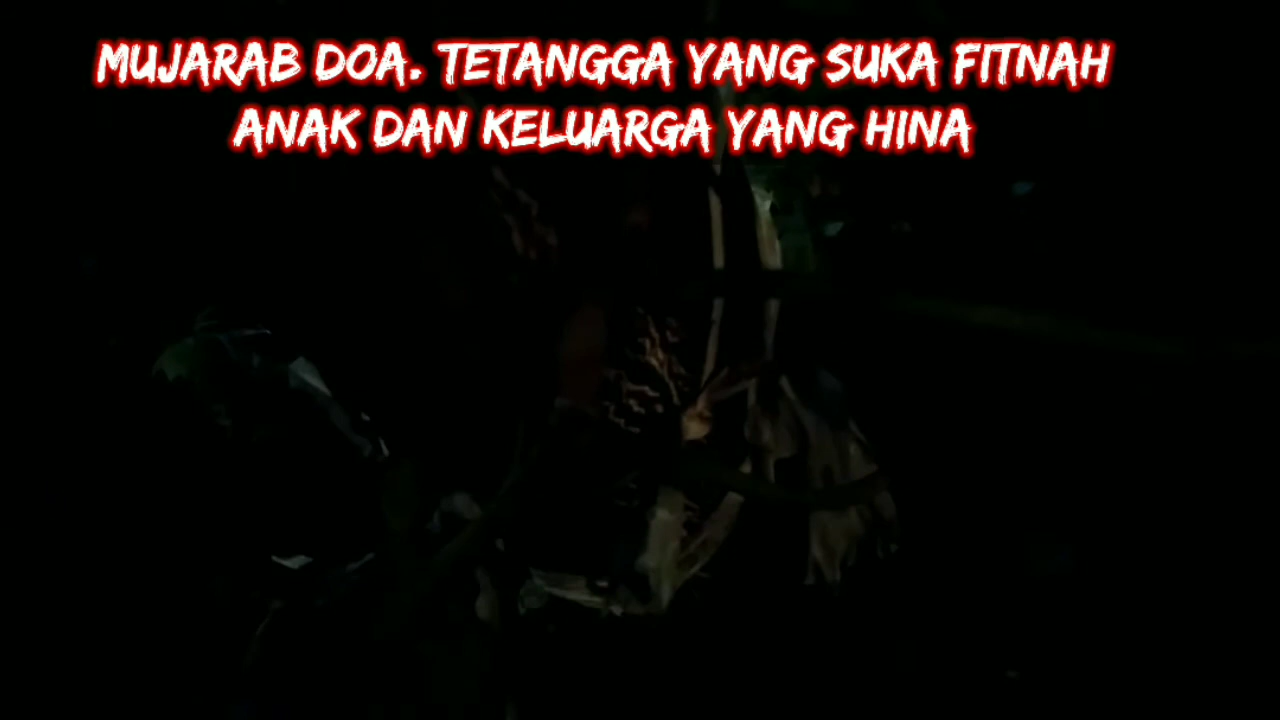 MUJARAB DOA. TETANGGA YANG SUKA FITNAH
ANAK DAN KELUARGA YANG HINA